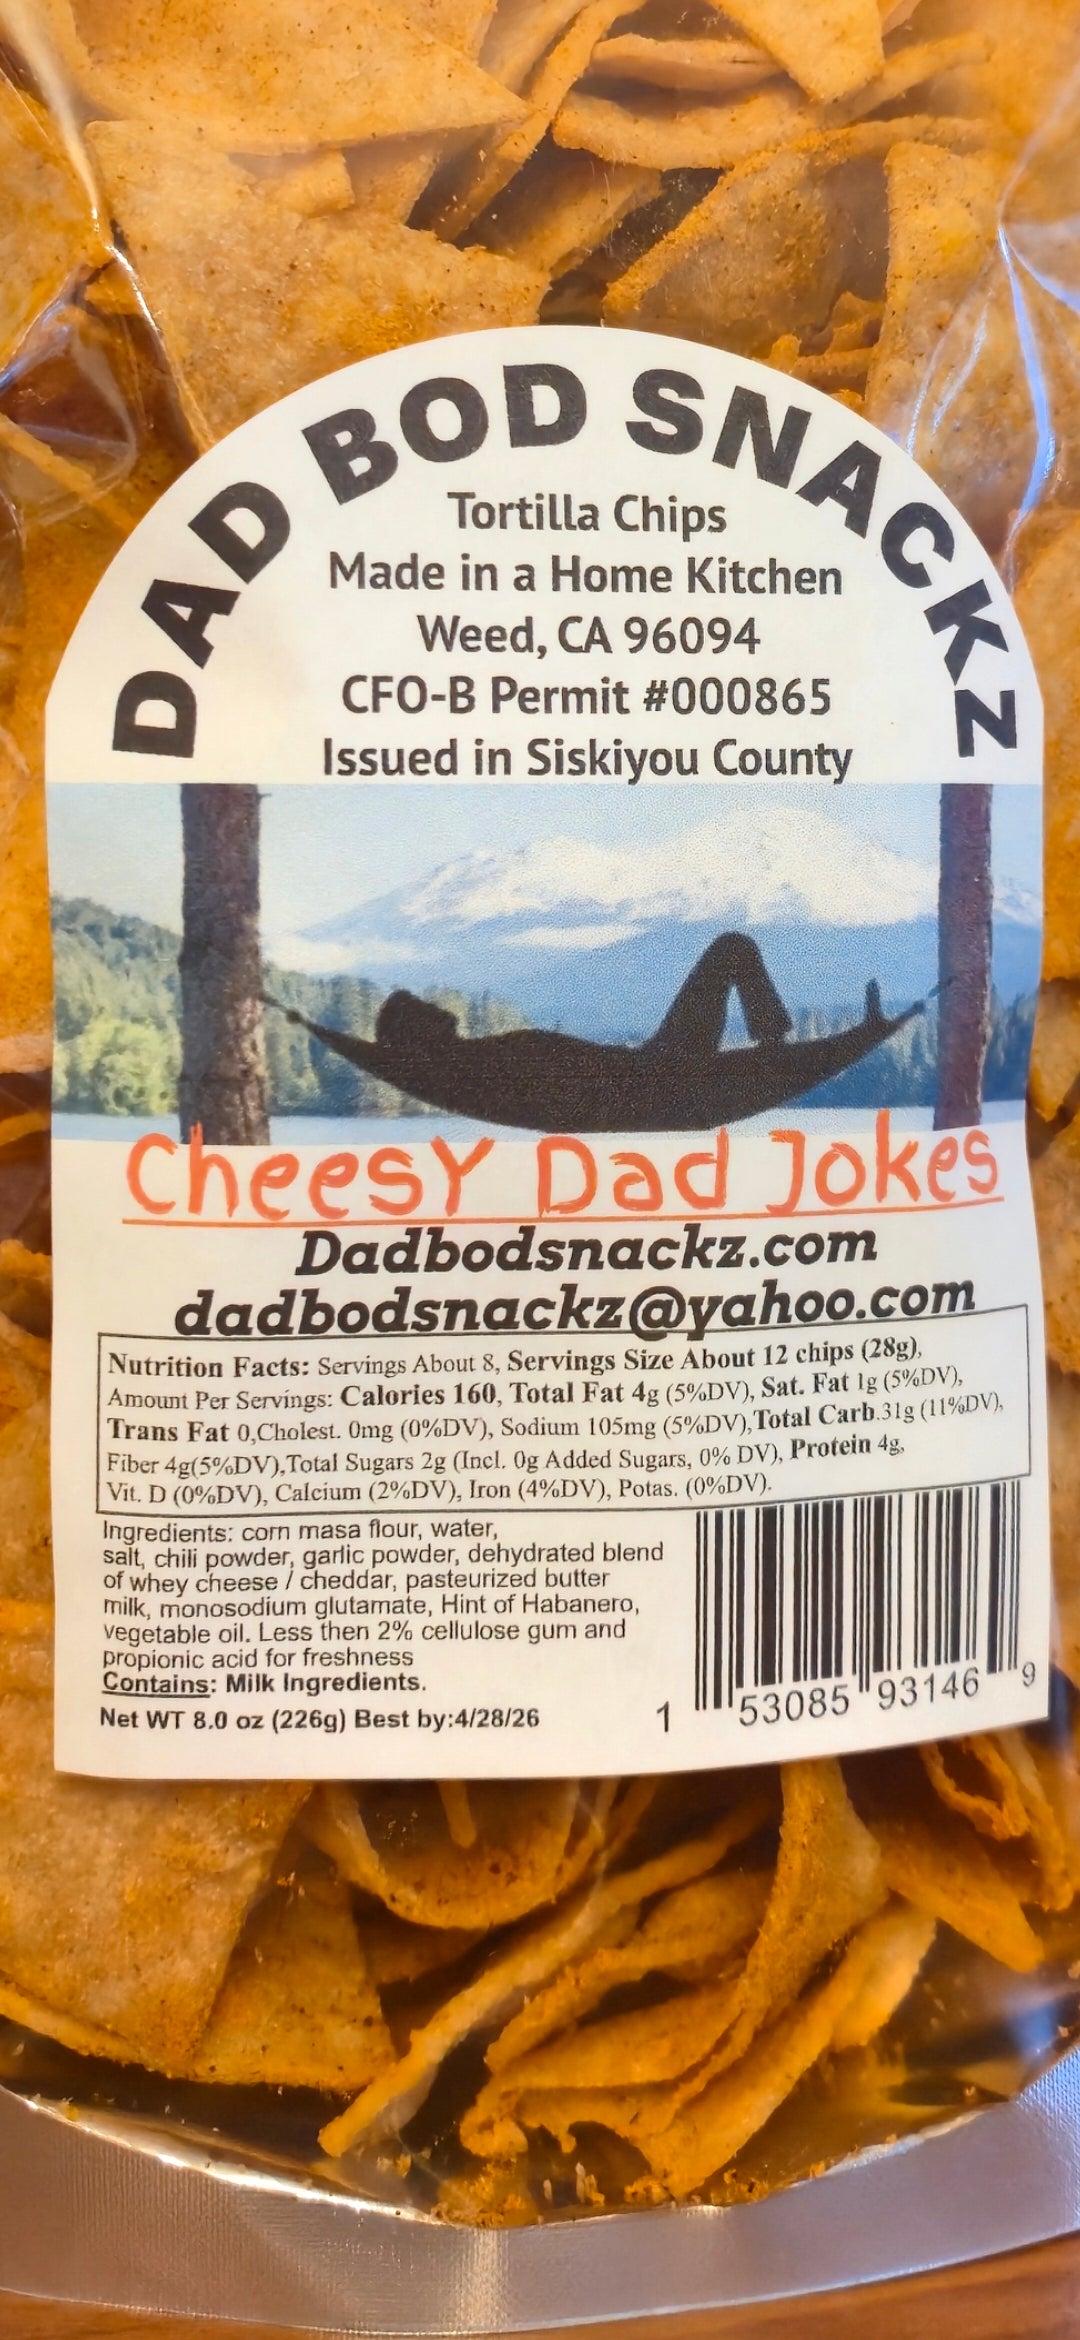 DAD BOD SNACKZ
Tortilla Chips
Made in a Home Kitchen
Weed, CA 96094
CFO-B Permit #000865
Issued in Siskiyou County
Cheesy Dad Jokes
Dadbodsnackz.com
dadbodsnackz@yahoo.com
Nutrition Facts: Servings About 8, Servings Size About 12 chips (28g),
Amount Per Servings: Calories 160, Total Fat 4g (5%DV), Sat. Fat 1g (5%DV),
Trans Fat 0,Cholest. 0mg (0%DV), Sodium 105mg (5%DV),Total Carb.31g (11%DV),
Fiber 4g(5%DV),Total Sugars 2g (Incl. 0g Added Sugars, 0% DV), Protein 4g,
Vit. D (0%DV), Calcium (2%DV), Iron (4%DV), Potas. (0%DV).
Ingredients: corn masa flour, water,
salt, chili powder, garlic powder, dehydrated blend
of whey cheese / cheddar, pasteurized butter
milk, monosodium glutamate, Hint of Habanero,
vegetable oil. Less then 2% cellulose gum and
propionic acid for freshness
Contains: Milk Ingredients.
Net WT 8.0 oz (226g) Best by:4/28/26
1 53085 93146 9